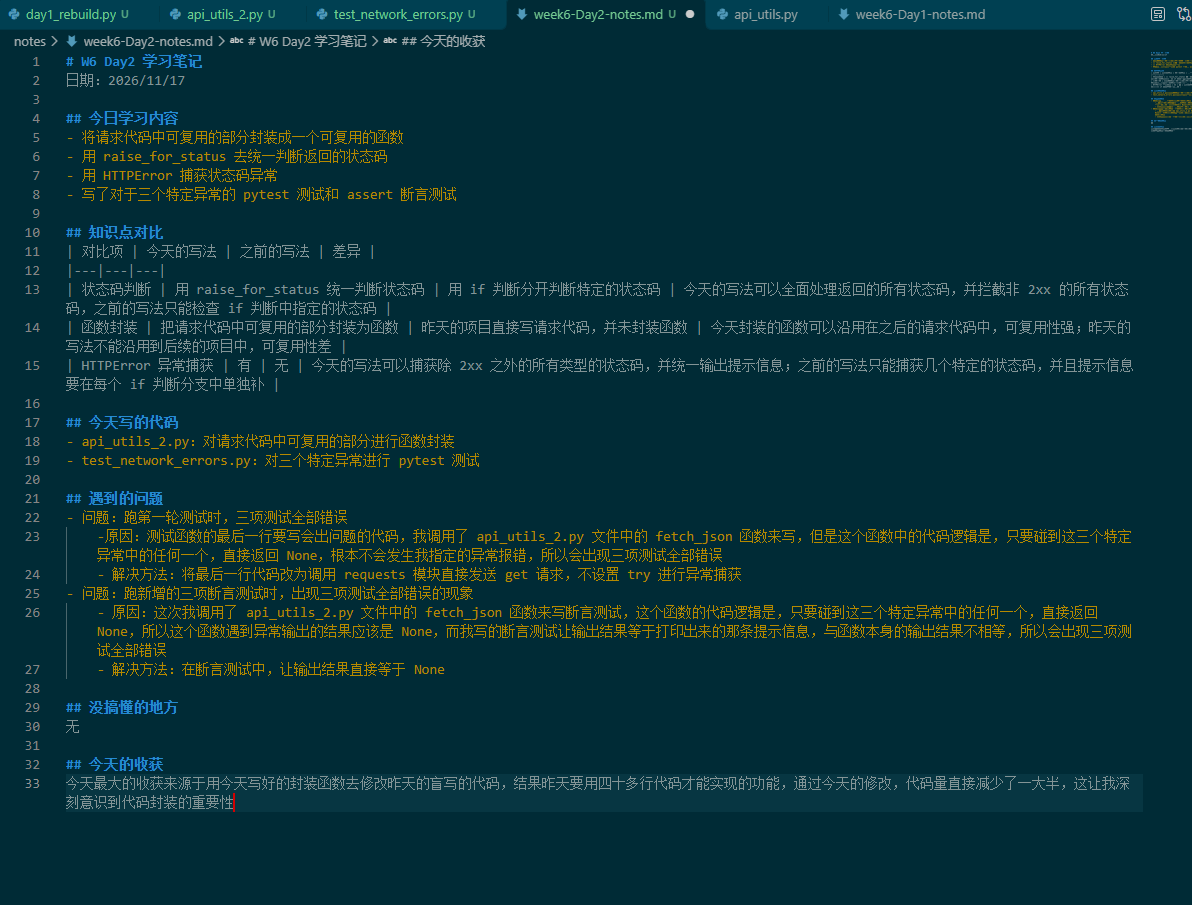 day1_rebuild.py U
api_utils_2.py U
test_network_errors.py U
week6-Day2-notes.md U
api_utils.py
week6-Day1-notes.md
notes > week6-Day2-notes.md > abc # W6 Day2 学习笔记 > abc ## 今天的收获
1 # W6 Day2 学习笔记
2 日期：2026/11/17
3
4 ## 今日学习内容
5 - 将请求代码中可复用的部分封装成一个可复用的函数
6 - 用 raise_for_status 去统一判断返回的状态码
7 - 用 HTTPError 捕获状态码异常
8 - 写了对于三个特定异常的 pytest 测试和 assert 断言测试
9
10 ## 知识点对比
11 | 对比项 | 今天的写法 | 之前的写法 | 差异 |
12 |---|---|---|
13 | 状态码判断 | 用 raise_for_status 统一判断状态码 | 用 if 判断分开判断特定的状态码 | 今天的写法可以全面处理返回的所有状态码，并拦截非 2xx 的所有状态
码，之前的写法只能检查 if 判断中指定的状态码 |
14 | 函数封装 | 把请求代码中可复用的部分封装为函数 | 昨天的项目直接写请求代码，并未封装函数 | 今天封装的函数可以沿用在之后的请求代码中，可复用性强；昨天的
写法不能沿用到后续的项目中，可复用性差 |
15 | HTTPError 异常捕获 | 有 | 无 | 今天的写法可以捕获除 2xx 之外的所有类型的状态码，并统一输出提示信息；之前的写法只能捕获几个特定的状态码，并且提示信息
要在每个 if 判断分支中单独补 |
16
17 ## 今天写的代码
18 - api_utils_2.py：对请求代码中可复用的部分进行函数封装
19 - test_network_errors.py：对三个特定异常进行 pytest 测试
20
21 ## 遇到的问题
22 - 问题：跑第一轮测试时，三项测试全部错误
23 -原因：测试函数的最后一行要写会出问题的代码，我调用了 api_utils_2.py 文件中的 fetch_json 函数来写，但是这个函数中的代码逻辑是，只要碰到这三个特定
异常中的任何一个，直接返回 None，根本不会发生我指定的异常报错，所以会出现三项测试全部错误
24 - 解决方法：将最后一行代码改为调用 requests 模块直接发送 get 请求，不设置 try 进行异常捕获
25 - 问题：跑新增的三项断言测试时，出现三项测试全部错误的现象
26 - 原因：这次我调用了 api_utils_2.py 文件中的 fetch_json 函数来写断言测试，这个函数的代码逻辑是，只要碰到这三个特定异常中的任何一个，直接返回
None，所以这个函数遇到异常输出的结果应该是 None，而我写的断言测试让输出结果等于打印出来的那条提示信息，与函数本身的输出结果不相等，所以会出现三项测
试全部错误
27 - 解决方法：在断言测试中，让输出结果直接等于 None
28
29 ## 没搞懂的地方
30 无
31
32 ## 今天的收获
33 今天最大的收获来源于用今天写好的封装函数去修改昨天的盲写的代码，结果昨天要用四十多行代码才能实现的功能，通过今天的修改，代码量直接减少了一大半，这让我深
刻意识到代码封装的重要性